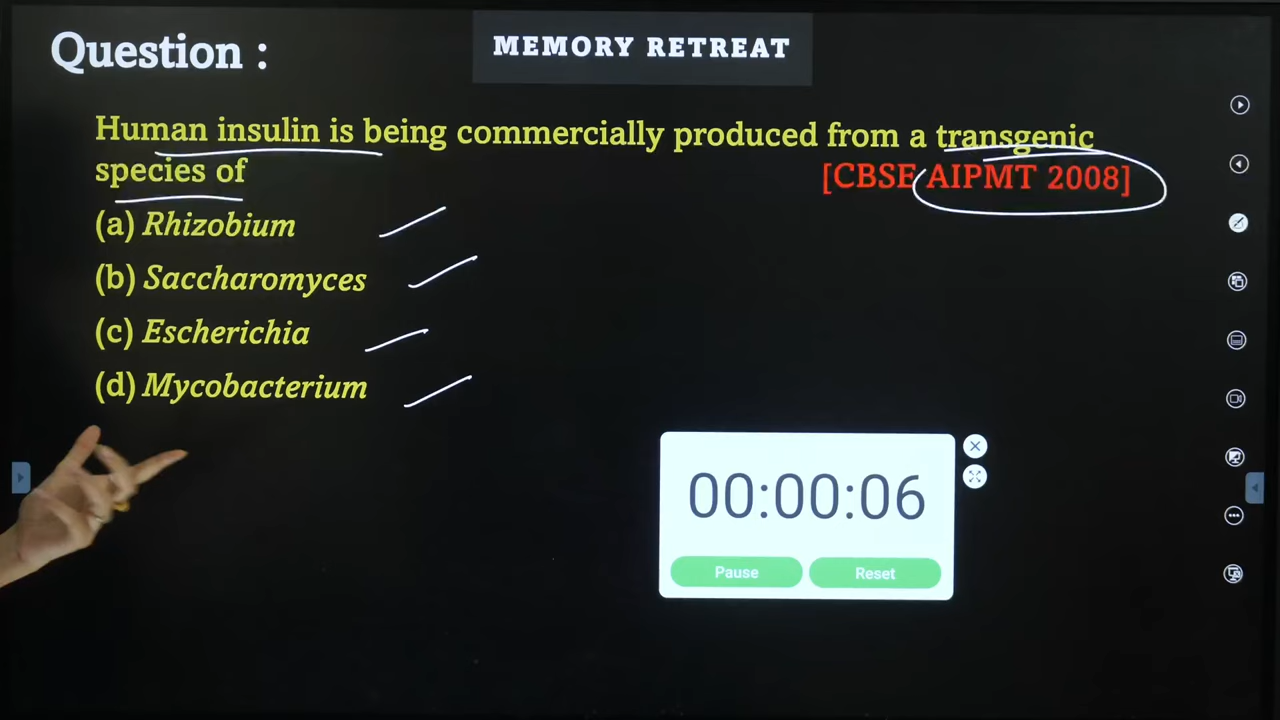 Question :
MEMORY RETREAT
Human insulin is being commercially produced from a transgenic
species of
[CBSE AIPMT 2008]
(a) Rhizobium
(b) Saccharomyces
(c) Escherichia
(d) Mycobacterium
00:00:06
Pause
Reset